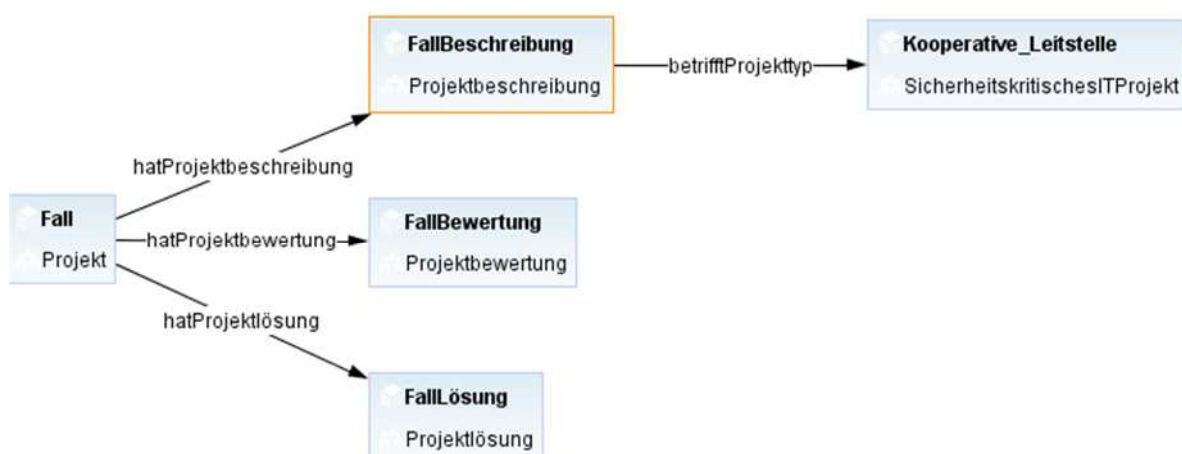 FallBeschreibung
Projektbeschreibung
betrifftProjekttyp
Kooperative_Leitstelle
SicherheitskritischesITProjekt
hatProjektbeschreibung
Fall
Projekt
hatProjektbewertung
FallBewertung
Projektbewertung
hatProjektlösung
FallLösung
Projektlösung